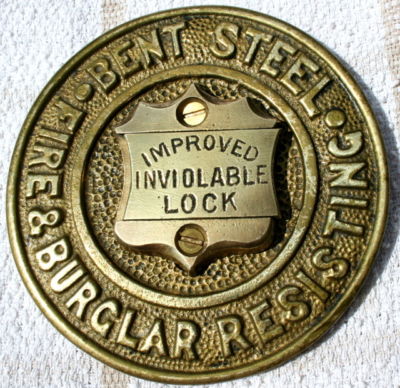 BENT STEEL
FIRE & BURGLAR RESISTING
IMPROVED
INVIOLABLE
LOCK